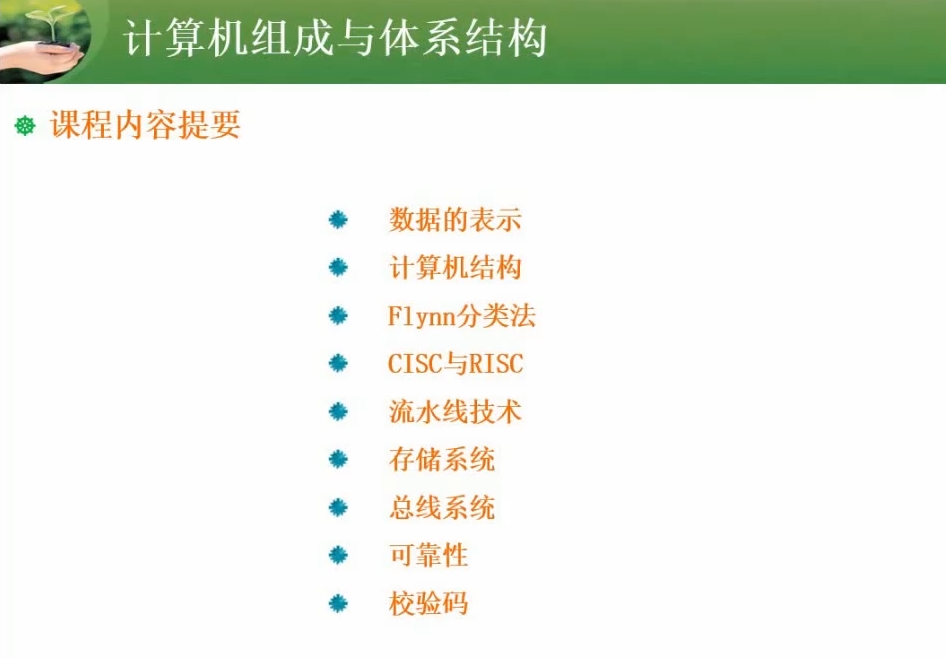 计算机组成与体系结构
课程内容提要
数据的表示
计算机结构
Flynn分类法
CISC与RISC
流水线技术
存储系统
总线系统
可靠性
校验码